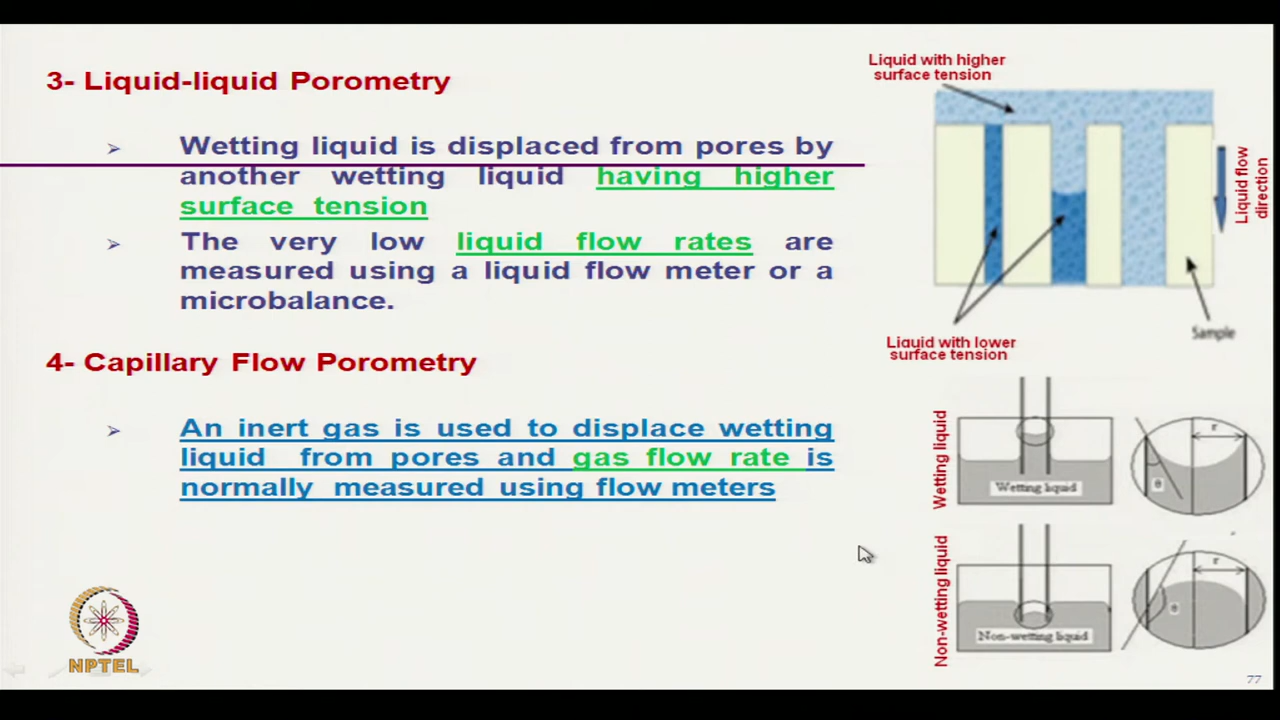 3- Liquid-liquid Porometry
➢ Wetting liquid is displaced from pores by
another wetting liquid having higher
surface tension
➢ The very low liquid flow rates are
measured using a liquid flow meter or a
microbalance.
4- Capillary Flow Porometry
➢ An inert gas is used to displace wetting
liquid from pores and gas flow rate is
normally measured using flow meters
Liquid with higher
surface tension
Liquid flow
direction
Sample
Liquid with lower
surface tension
Wetting liquid
Wetting liquid
r
θ
Non-wetting liquid
Non-wetting liquid
r
θ
NPTEL
77